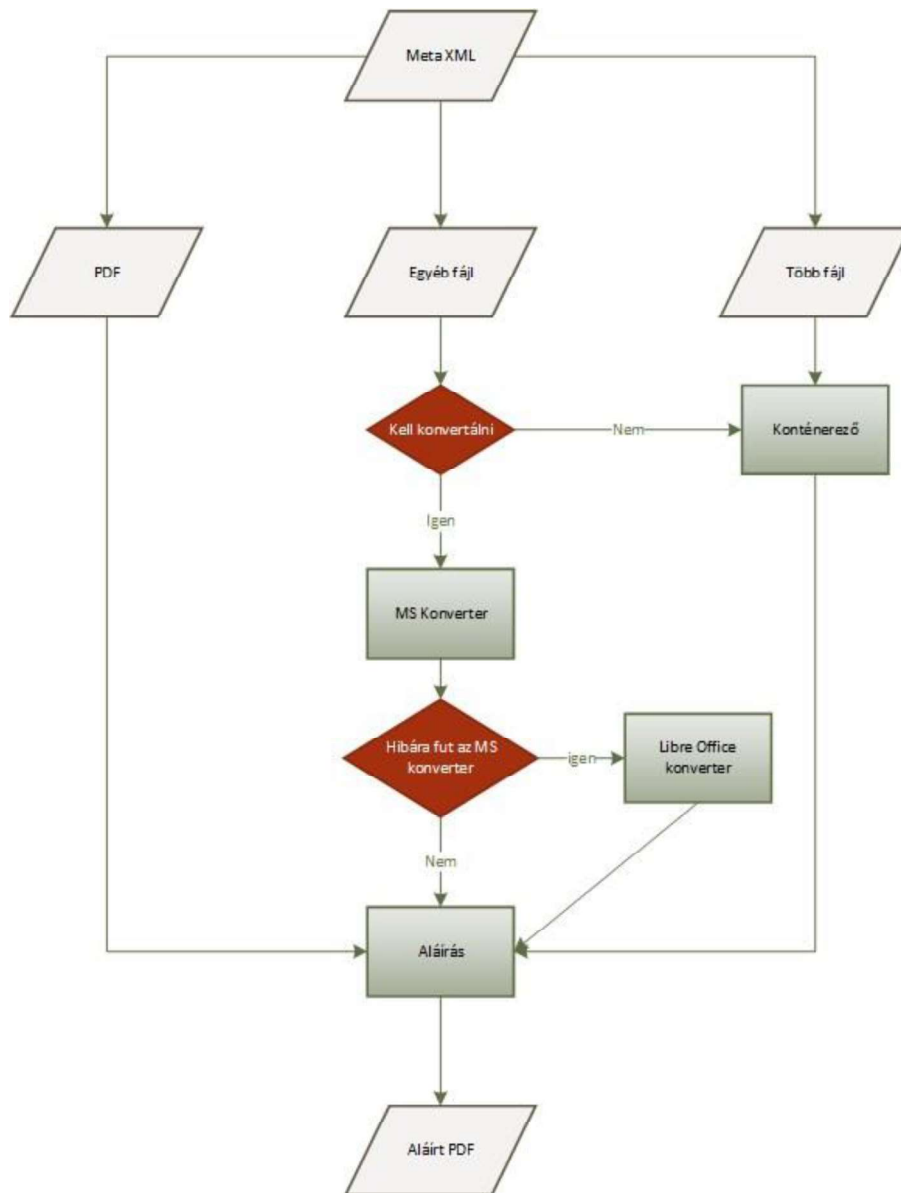 Meta XML
PDF
Egyéb fájl
Több fájl
Kell konvertálni
Nem
Konténerező
Igen
MS Konverter
Hibára fut az MS
konverter
igen
Libre Office
konverter
Nem
Aláírás
Aláírt PDF